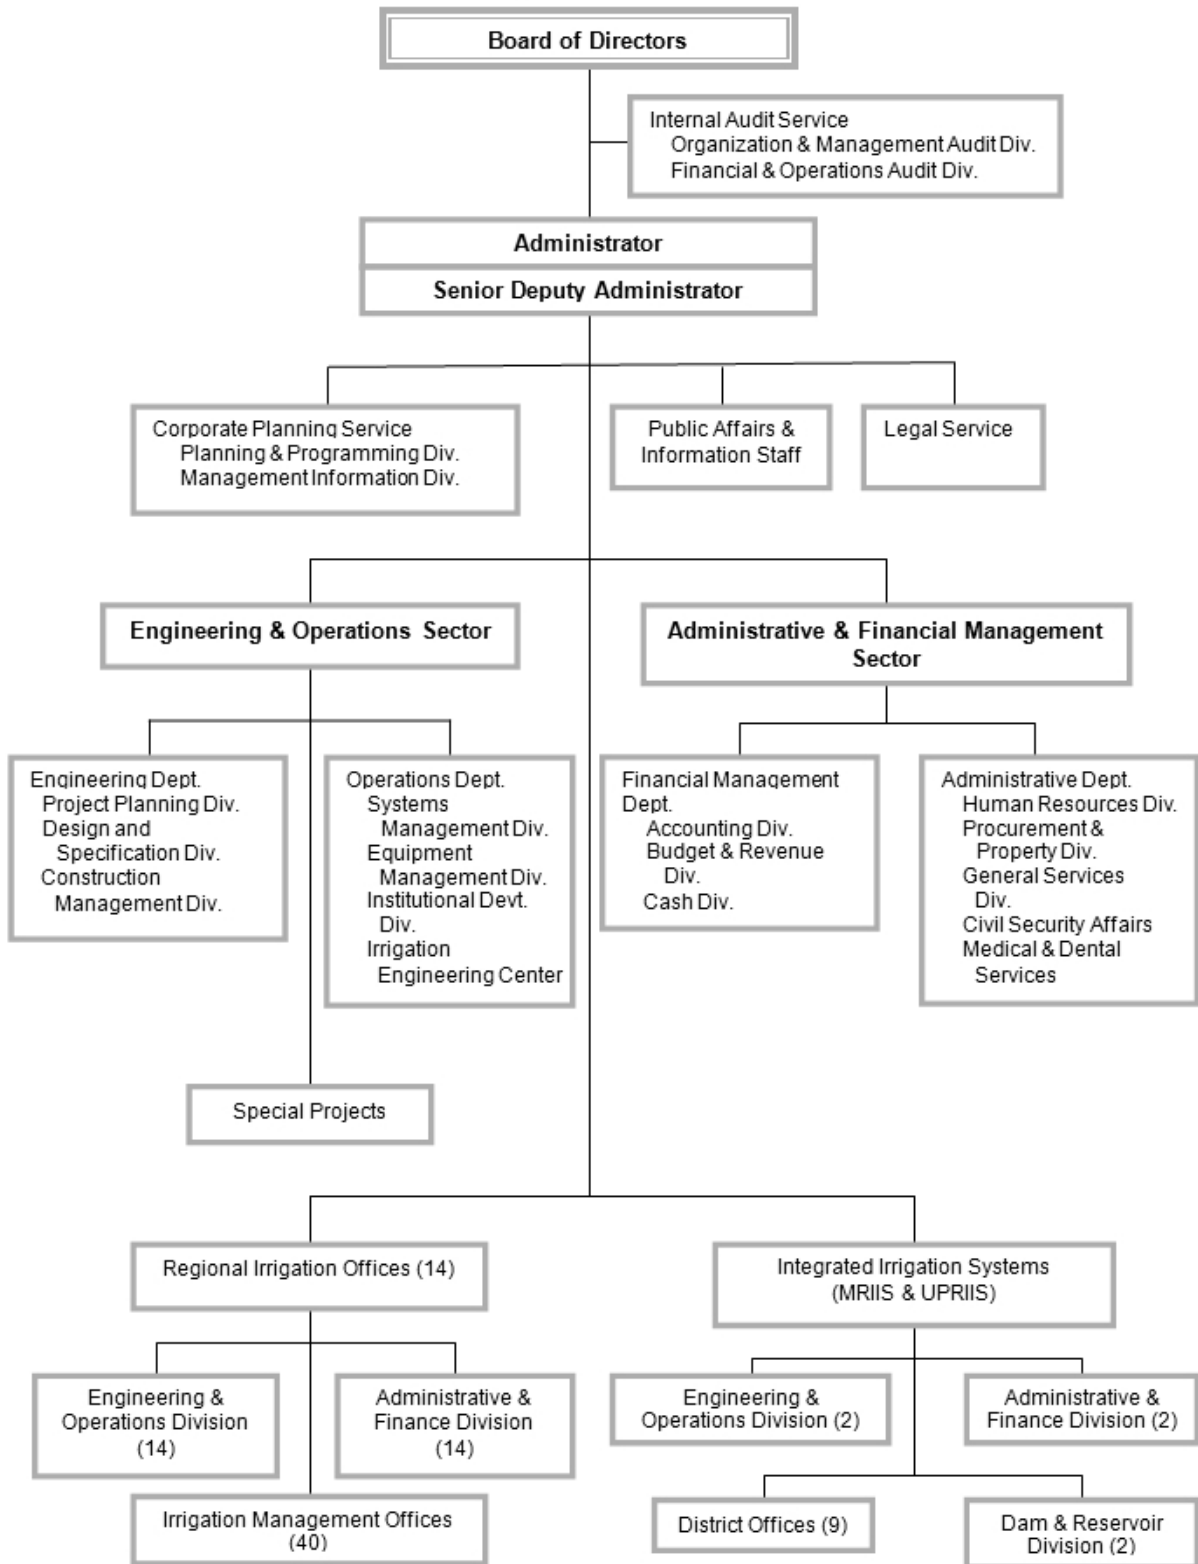 Board of Directors
Internal Audit Service
Organization & Management Audit Div.
Financial & Operations Audit Div.
Administrator
Senior Deputy Administrator
Corporate Planning Service
Planning & Programming Div.
Management Information Div.
Public Affairs &
Information Staff
Legal Service
Engineering & Operations Sector
Administrative & Financial Management
Sector
Engineering Dept.
Project Planning Div.
Design and
Specification Div.
Construction
Management Div.
Operations Dept.
Systems
Management Div.
Equipment
Management Div.
Institutional Devt.
Div.
Irrigation
Engineering Center
Financial Management
Dept.
Accounting Div.
Budget & Revenue
Div.
Cash Div.
Administrative Dept.
Human Resources Div.
Procurement &
Property Div.
General Services
Div.
Civil Security Affairs
Medical & Dental
Services
Special Projects
Regional Irrigation Offices (14)
Integrated Irrigation Systems
(MRIIS & UPRIIS)
Engineering &
Operations Division
(14)
Administrative &
Finance Division
(14)
Engineering &
Operations Division (2)
Administrative &
Finance Division (2)
Irrigation Management Offices
(40)
District Offices (9)
Dam & Reservoir
Division (2)